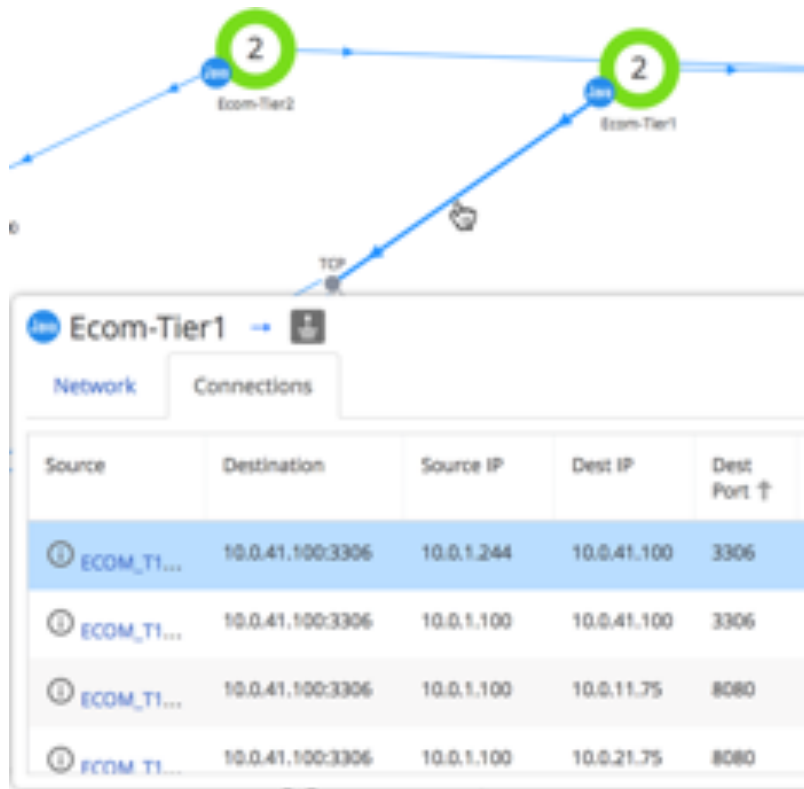 2
2
Jav
Jav
Ecom-Tier2
Ecom-Tier1
TCP
Jav Ecom-Tier1
Network Connections
Source Destination Source IP Dest IP Dest
Port ↑
ECOM_T1... 10.0.41.100:3306 10.0.1.244 10.0.41.100 3306
ECOM_T1... 10.0.41.100:3306 10.0.1.100 10.0.41.100 3306
ECOM_T1... 10.0.41.100:3306 10.0.1.100 10.0.11.75 8080
ECOM_T1... 10.0.41.100:3306 10.0.1.100 10.0.21.75 8080